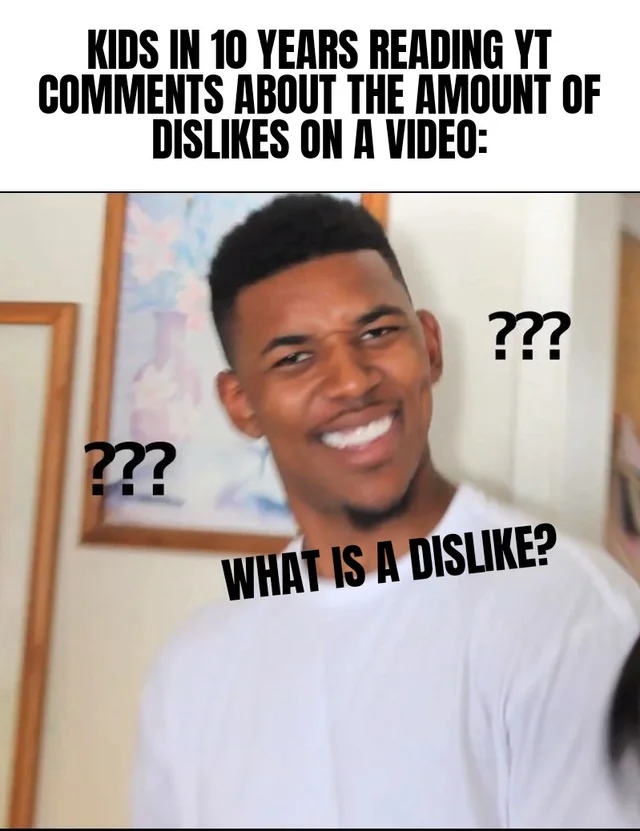 KIDS IN 10 YEARS READING YT
COMMENTS ABOUT THE AMOUNT OF
DISLIKES ON A VIDEO:
???
???
WHAT IS A DISLIKE?